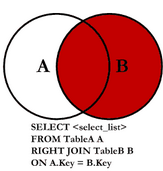 A B
SELECT <select_list>
FROM TableA A
RIGHT JOIN TableB B
ON A.Key = B.Key